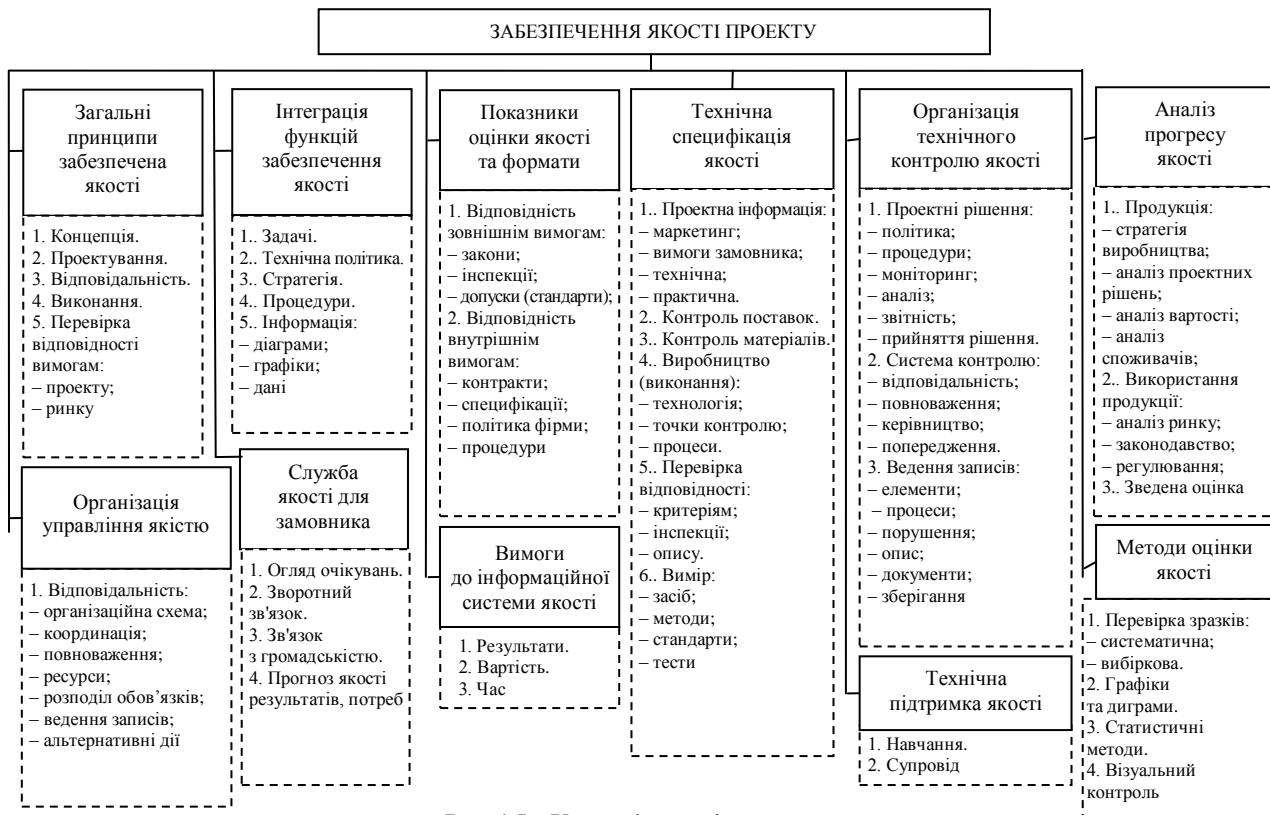 ЗАБЕЗПЕЧЕННЯ ЯКОСТІ ПРОЕКТУ
Загальні
принципи
забезпечена
якості
1. Концепція.
2. Проектування.
3. Відповідальність.
4. Виконання.
5. Перевірка
відповідності
вимогам:
– проекту;
– ринку
Організація
управління якістю
1. Відповідальність:
– організаційна схема;
– координація;
– повноваження;
– ресурси;
– розподіл обов’язків;
– ведення записів;
– альтернативні дії
Інтеграція
функцій
забезпечення
якості
1.. Задачі.
2.. Технічна політика.
3.. Стратегія.
4.. Процедури.
5.. Інформація:
– діаграми;
– графіки;
– дані
Служба
якості для
замовника
1. Огляд очікувань.
2. Зворотний
зв'язок.
3. Зв'язок
з громадськістю.
4. Прогноз якості
результатів, потреб
Показники
оцінки якості
та формати
1. Відповідність
зовнішнім вимогам:
– закони;
– інспекції;
– допуски (стандарти);
2. Відповідність
внутрішнім
вимогам:
– контракти;
– специфікації;
– політика фірми;
– процедури
Вимоги
до інформаційної
системи якості
1. Результати.
2. Вартість.
3. Час
Технічна
специфікація
якості
1.. Проектна інформація:
– маркетинг;
– вимоги замовника;
– технічна;
– практична.
2.. Контроль поставок.
3.. Контроль матеріалів.
4.. Виробництво
(виконання):
– технологія;
– точки контролю;
– процеси.
5.. Перевірка
відповідності:
– критеріям;
– інспекції;
– опису.
6.. Вимір:
– засіб;
– методи;
– стандарти;
– тести
Організація
технічного
контролю якості
1. Проектні рішення:
– політика;
– процедури;
– моніторинг;
– аналіз;
– звітність;
– прийняття рішення.
2. Система контролю:
– відповідальність;
– повноваження;
– керівництво;
– попередження.
3. Ведення записів:
– елементи;
– процеси;
– порушення;
– опис;
– документи;
– зберігання
Технічна
підтримка якості
1. Навчання.
2. Супровід
Аналіз
прогресу
якості
1.. Продукція:
– стратегія
виробництва;
– аналіз проектних
рішень;
– аналіз вартості;
– аналіз
споживачів;
2.. Використання
продукції:
– аналіз ринку;
– законодавство;
– регулювання;
3.. Зведена оцінка
Методи оцінки
якості
1. Перевірка зразків:
– систематична;
– вибіркова.
2. Графіки
та диграми.
3. Статистичні
методи.
4. Візуальний
контроль